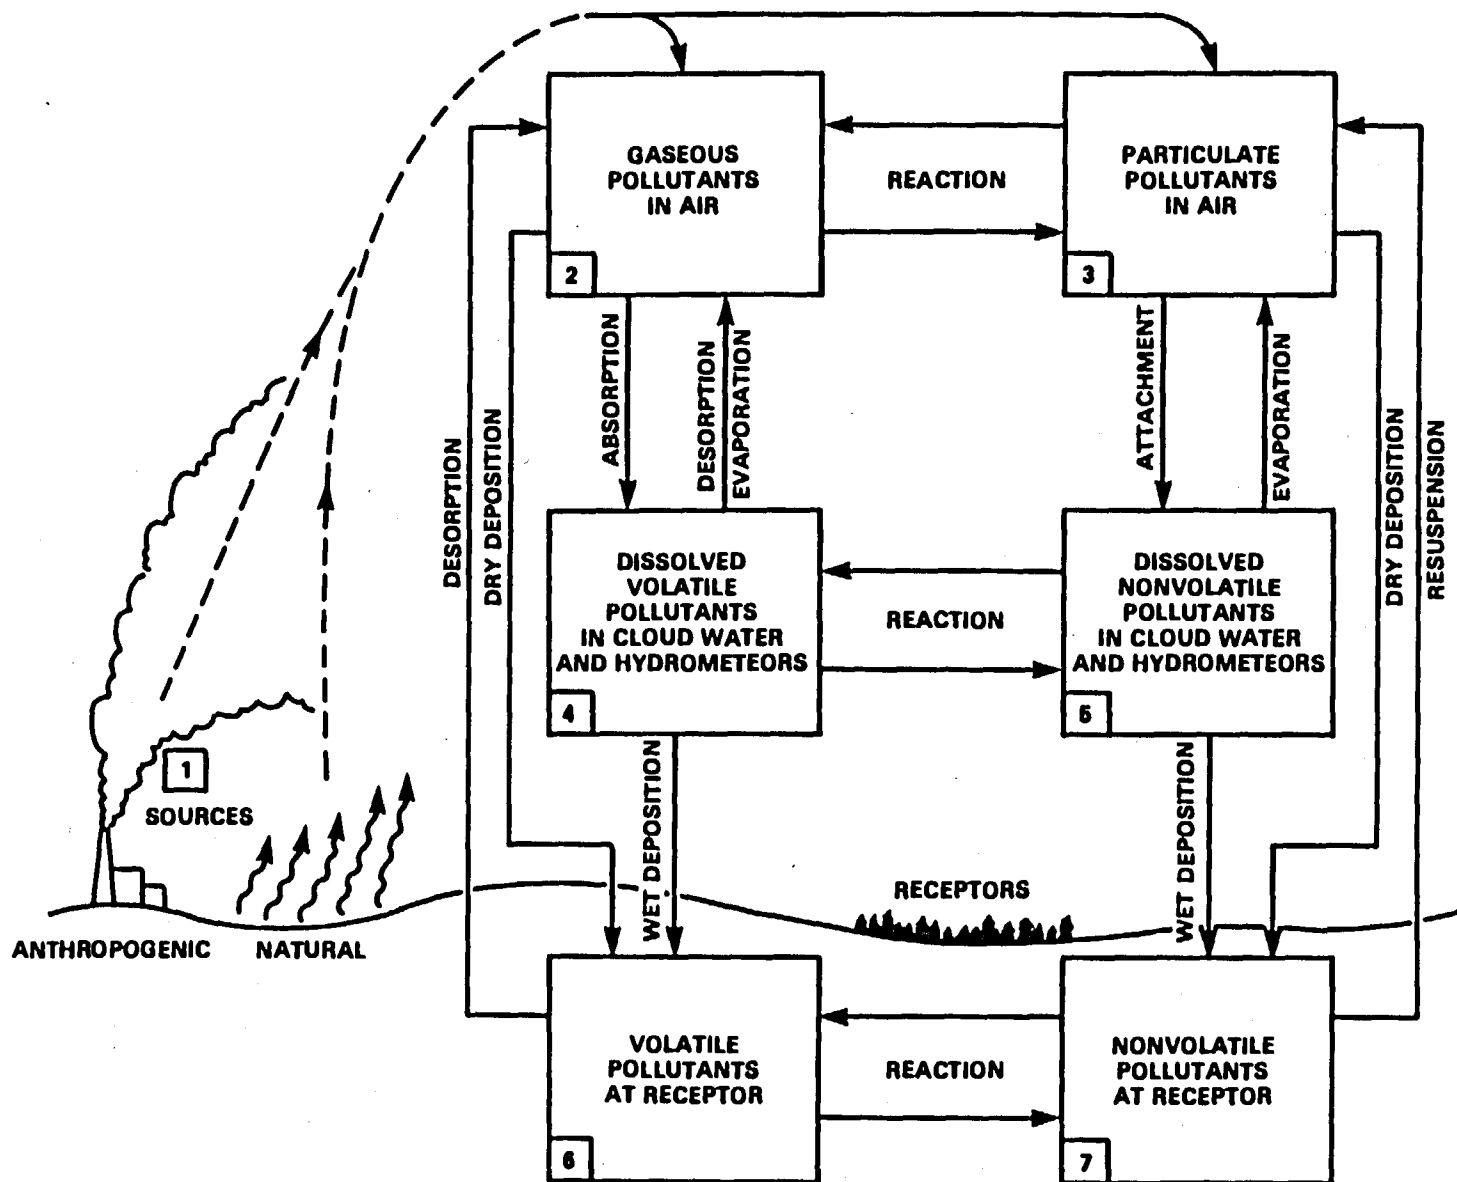 GASEOUS
POLLUTANTS
IN AIR
2
REACTION
PARTICULATE
POLLUTANTS
IN AIR
3
ABSORPTION
DESORPTION
EVAPORATION
ATTACHMENT
EVAPORATION
DESORPTION
DRY DEPOSITION
DRY DEPOSITION
RESUSPENSION
DISSOLVED
VOLATILE
POLLUTANTS
IN CLOUD WATER
AND HYDROMETEORS
4
REACTION
DISSOLVED
NONVOLATILE
POLLUTANTS
IN CLOUD WATER
AND HYDROMETEORS
5
1
SOURCES
WET DEPOSITION
WET DEPOSITION
RECEPTORS
ANTHROPOGENIC
NATURAL
VOLATILE
POLLUTANTS
AT RECEPTOR
6
REACTION
NONVOLATILE
POLLUTANTS
AT RECEPTOR
7